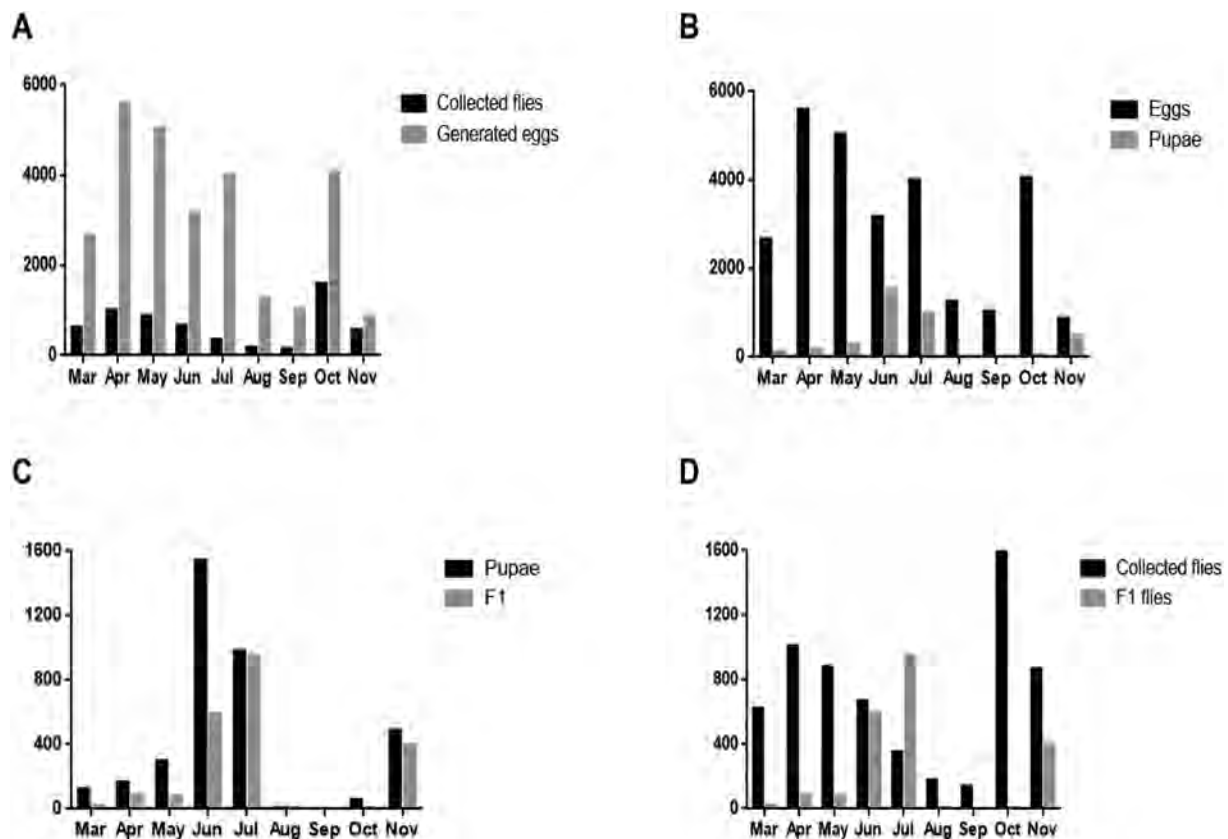 A
6000
4000
2000
0
Collected flies
Generated eggs
Mar Apr May Jun Jul Aug Sep Oct Nov
B
6000
4000
2000
0
Eggs
Pupae
Mar Apr May Jun Jul Aug Sep Oct Nov
C
1600
1200
800
400
0
Pupae
F1
Mar Apr May Jun Jul Aug Sep Oct Nov
D
1600
1200
800
400
0
Collected flies
F1 flies
Mar Apr May Jun Jul Aug Sep Oct Nov